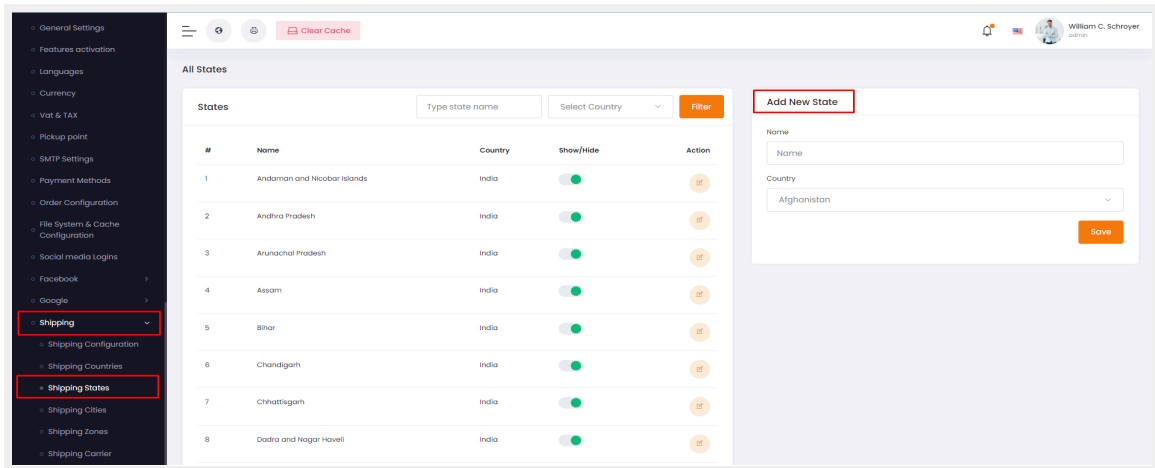 General Settings
Features activation
Languages
Currency
Vat & TAX
Pickup point
SMTP Settings
Payment Methods
Order Configuration
File System & Cache
Configuration
Social media Logins
Facebook
Google
Shipping
Shipping Configuration
Shipping Countries
Shipping States
Shipping Cities
Shipping Zones
Shipping Carrier
Clear Cache
William C. Schroyer
admin
All States
States
Type state name
Select Country
Filter
# Name Country Show/Hide Action
1 Andaman and Nicobar Islands India
2 Andhra Pradesh India
3 Arunachal Pradesh India
4 Assam India
5 Bihar India
6 Chandigarh India
7 Chhattisgarh India
8 Dadra and Nagar Haveli India
Add New State
Name
Name
Country
Afghanistan
Save